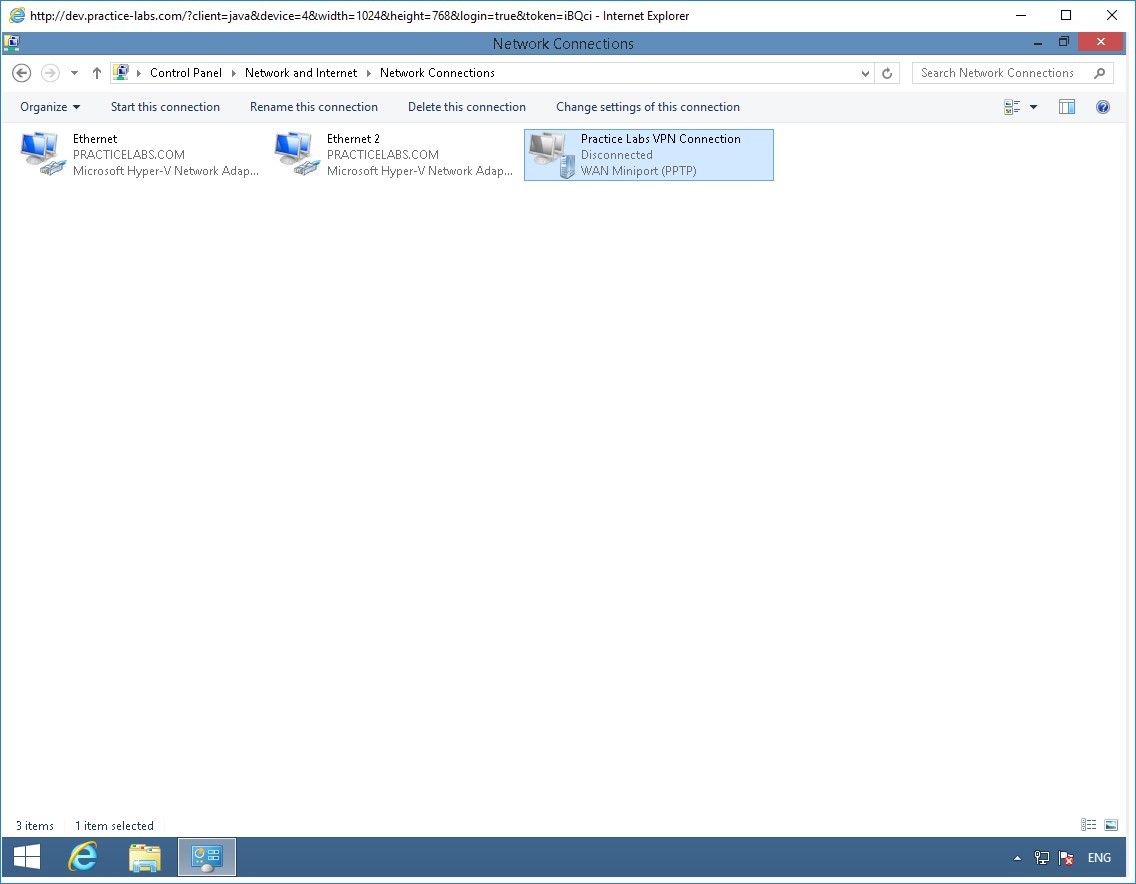 http://dev.practice-labs.com/?client=java&device=4&width=1024&height=768&login=true&token=iBQci - Internet Explorer
Network Connections
Control Panel Network and Internet Network Connections
Search Network Connections
Organize Start this connection Rename this connection Delete this connection Change settings of this connection
Ethernet
PRACTICELABS.COM
Microsoft Hyper-V Network Adap...
Ethernet 2
PRACTICELABS.COM
Microsoft Hyper-V Network Adap...
Practice Labs VPN Connection
Disconnected
WAN Miniport (PPTP)
3 items 1 item selected
ENG